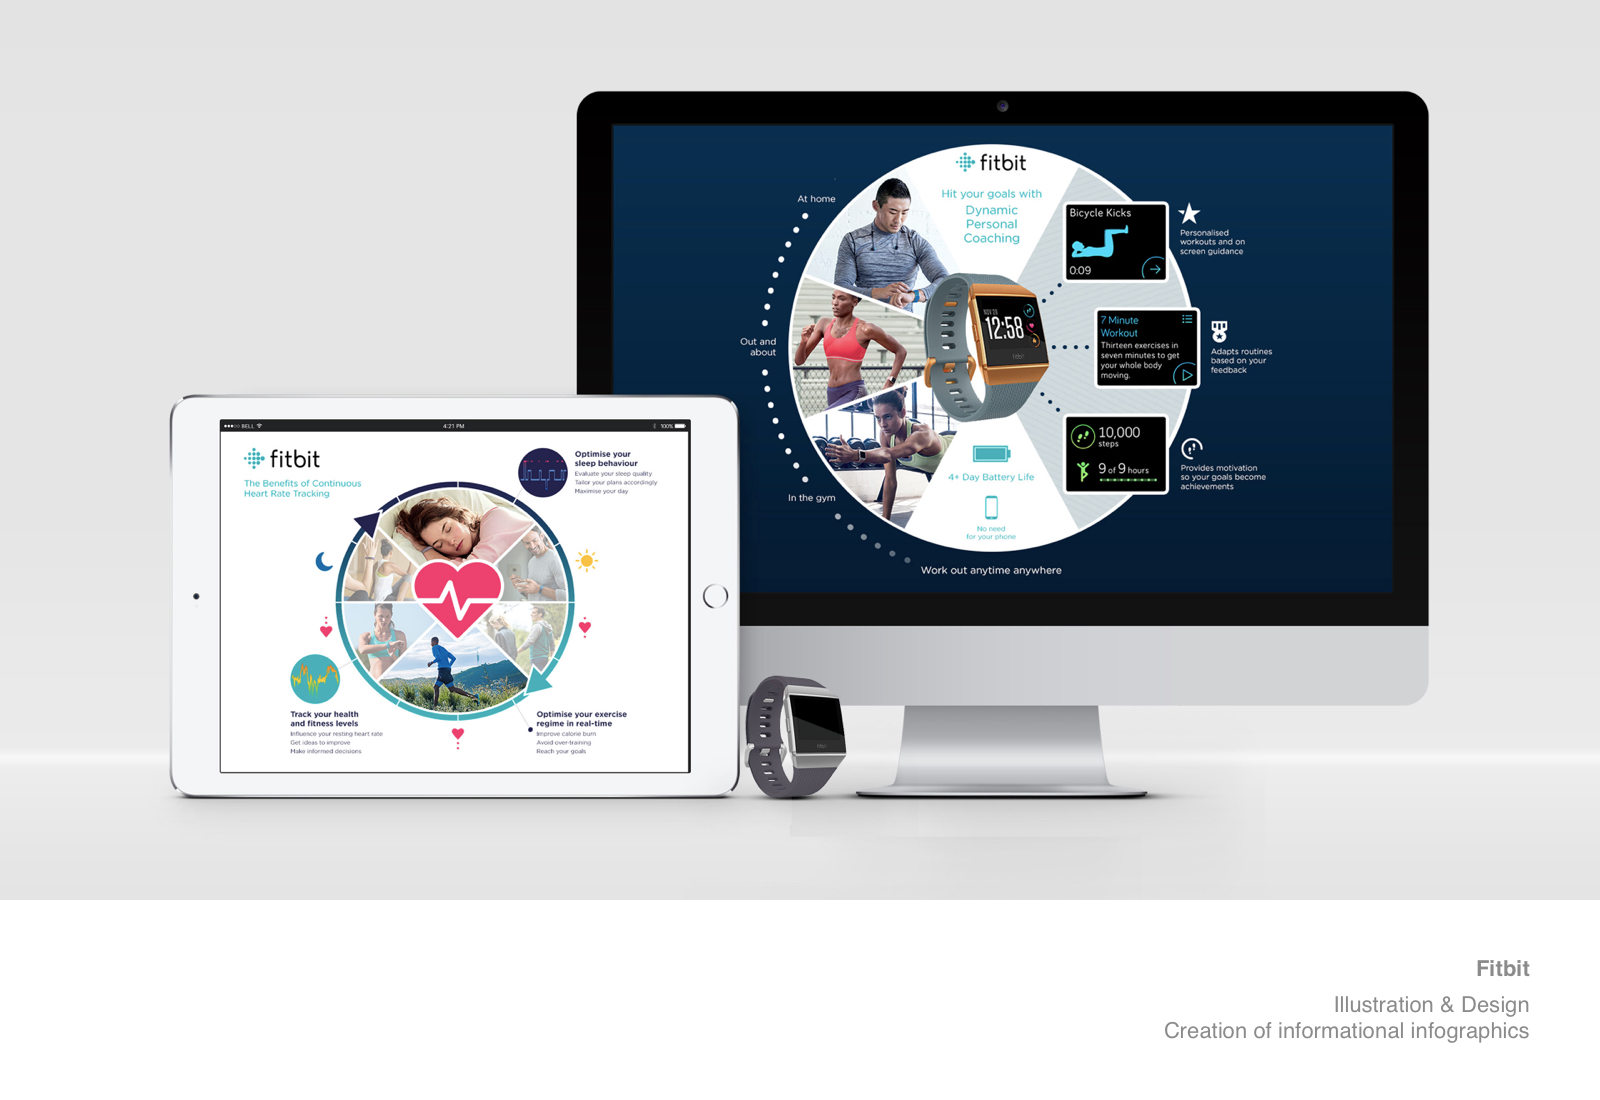 fitbit
Hit your goals with
Dynamic
Personal
Coaching
At home
Out and
about
In the gym
Work out anytime anywhere
NOV 28
12:58
fitbit
Bicycle Kicks
0:09
Personalised
workouts and on
screen guidance
7 Minute
Workout
Thirteen exercises in
seven minutes to get
your whole body
moving.
Adapts routines
based on your
feedback
10,000
steps
9 of 9 hours
Provides motivation
so your goals become
achievements
4+ Day Battery Life
No need
for your phone
BELL
4:21 PM
100%
fitbit
The Benefits of Continuous
Heart Rate Tracking
Optimise your
sleep behaviour
Evaluate your sleep quality
Tailor your plans accordingly
Maximise your day
Track your health
and fitness levels
Influence your resting heart rate
Get ideas to improve
Make informed decisions
Optimise your exercise
regime in real-time
Improve calorie burn
Avoid over-training
Reach your goals
fitbit
Fitbit
Illustration & Design
Creation of informational infographics